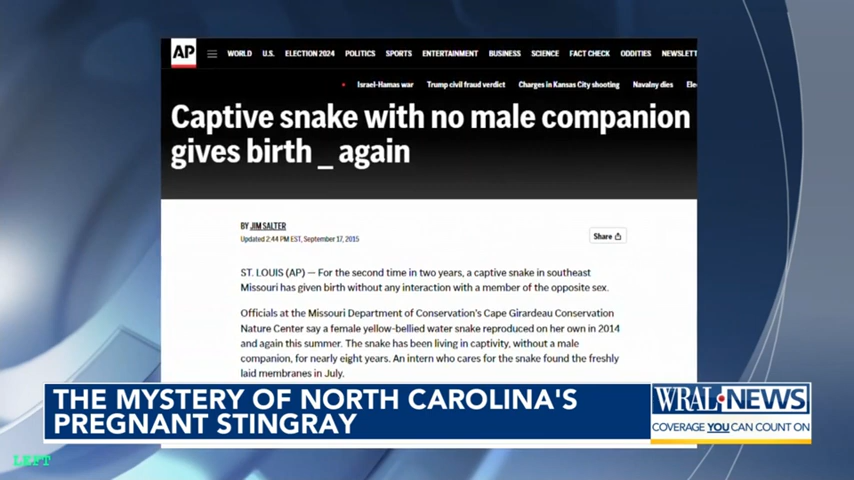 AP
WORLD U.S. ELECTION 2024 POLITICS SPORTS ENTERTAINMENT BUSINESS SCIENCE FACT CHECK ODDITIES NEWSLETT
Israel-Hamas war Trump civil fraud verdict Charges in Kansas City shooting Navalny dies Ele
Captive snake with no male companion
gives birth _ again
BY JIM SALTER
Updated 2:44 PM EST, September 17, 2015
Share
ST. LOUIS (AP) — For the second time in two years, a captive snake in southeast
Missouri has given birth without any interaction with a member of the opposite sex.
Officials at the Missouri Department of Conservation's Cape Girardeau Conservation
Nature Center say a female yellow-bellied water snake reproduced on her own in 2014
and again this summer. The snake has been living in captivity, without a male
companion, for nearly eight years. An intern who cares for the snake found the freshly
laid membranes in July.
THE MYSTERY OF NORTH CAROLINA'S
PREGNANT STINGRAY
WRAL NEWS
COVERAGE YOU CAN COUNT ON
LEFT